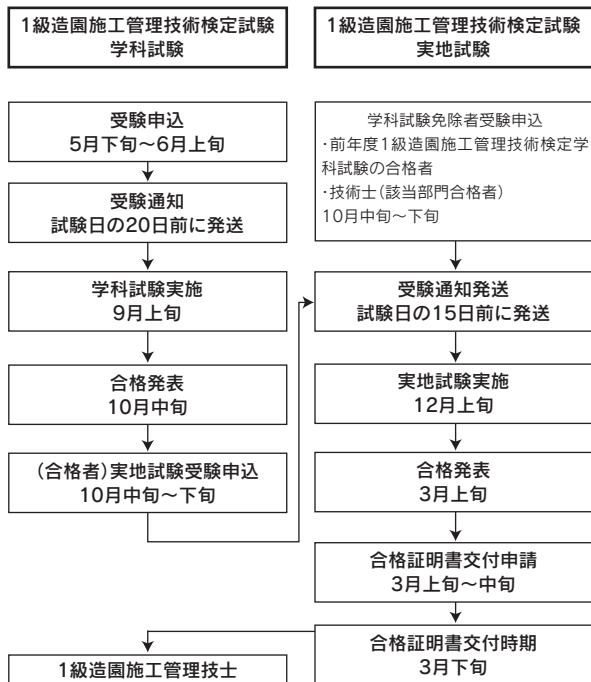 1級造園施工管理技術検定試験
学科試験
受験申込
5月下旬～6月上旬
受験通知
試験日の20日前に発送
学科試験実施
9月上旬
合格発表
10月中旬
(合格者)実地試験受験申込
10月中旬～下旬
1級造園施工管理技術検定試験
実地試験
学科試験免除者受験申込
･前年度1級造園施工管理技術検定学
科試験の合格者
･技術士(該当部門合格者)
10月中旬～下旬
受験通知発送
試験日の15日前に発送
実地試験実施
12月上旬
合格発表
3月上旬
合格証明書交付申請
3月上旬～中旬
合格証明書交付時期
3月下旬
1級造園施工管理技士